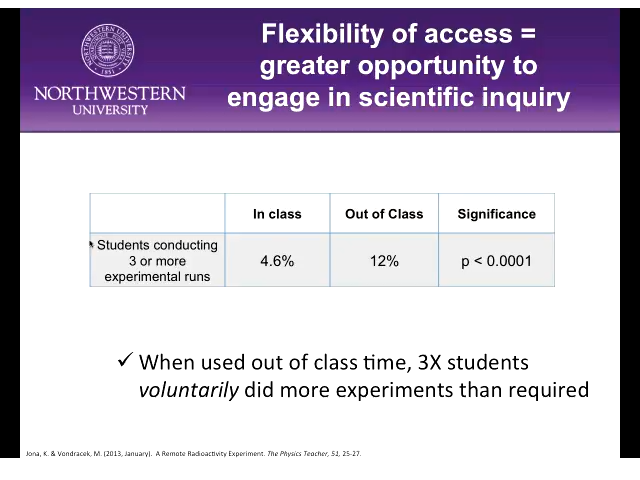 NORTHWESTERN
UNIVERSITY
Flexibility of access =
greater opportunity to
engage in scientific inquiry
In class Out of Class Significance
Students conducting
3 or more
experimental runs
4.6% 12% p < 0.0001
✓ When used out of class time, 3X students
voluntarily did more experiments than required
Jona, K. & Vondracek, M. (2013, January). A Remote Radioactivity Experiment. The Physics Teacher, 51, 25-27.